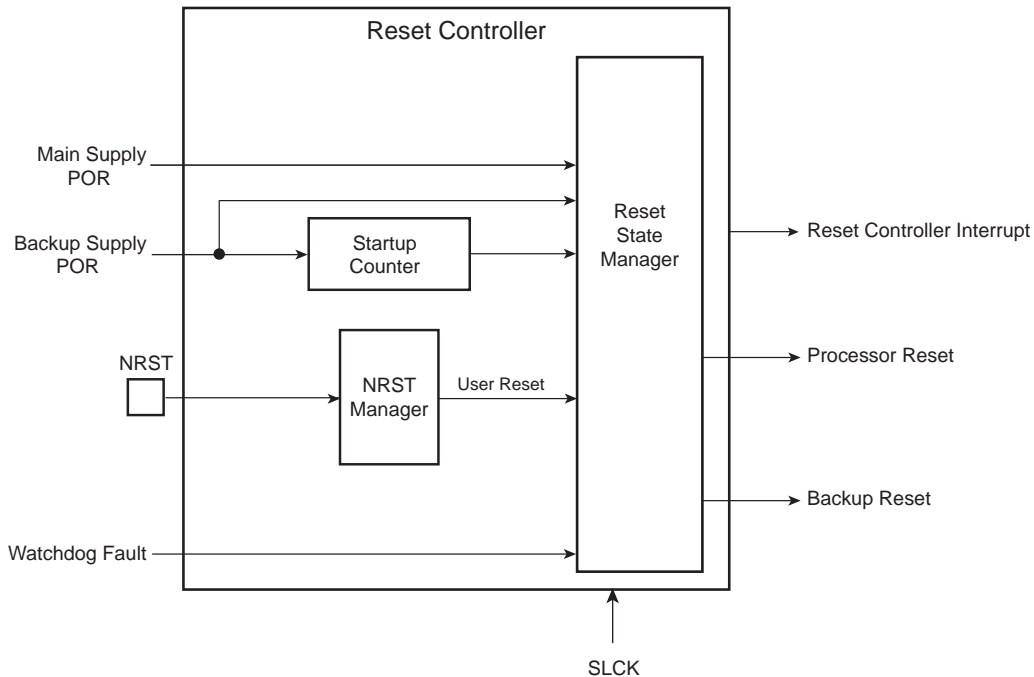 Reset Controller
Main Supply
POR
Backup Supply
POR
Startup
Counter
Reset
State
Manager
Reset Controller Interrupt
NRST
NRST
Manager
User Reset
Processor Reset
Backup Reset
Watchdog Fault
SLCK